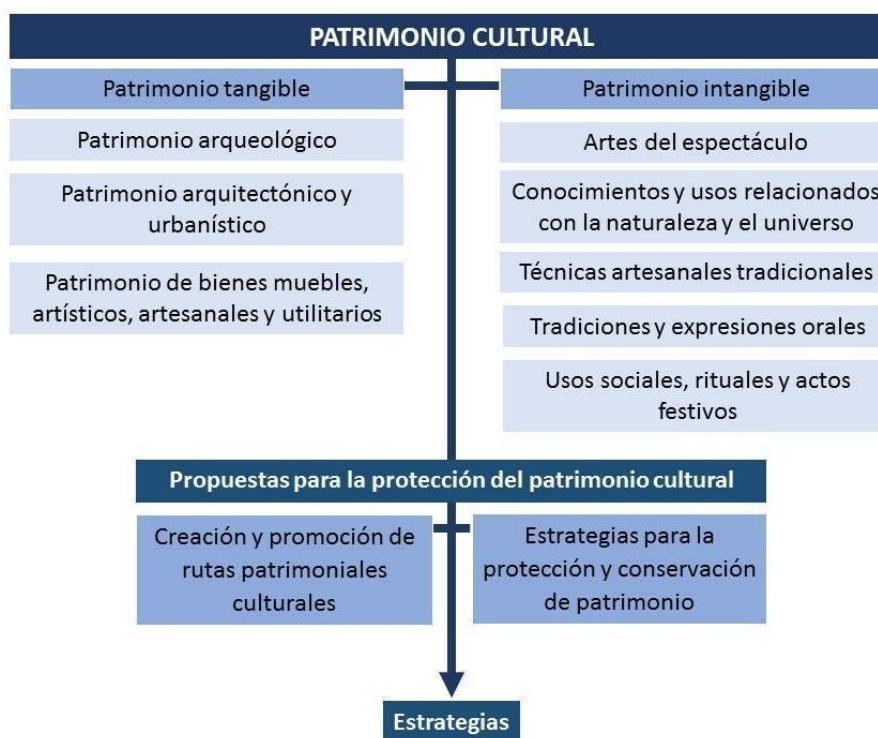 PATRIMONIO CULTURAL
Patrimonio tangible
Patrimonio arqueológico
Patrimonio arquitectónico y
urbanístico
Patrimonio de bienes muebles,
artísticos, artesanales y utilitarios
Patrimonio intangible
Artes del espectáculo
Conocimientos y usos relacionados
con la naturaleza y el universo
Técnicas artesanales tradicionales
Tradiciones y expresiones orales
Usos sociales, rituales y actos
festivos
Propuestas para la protección del patrimonio cultural
Creación y promoción de
rutas patrimoniales
culturales
Estrategias para la
protección y conservación
de patrimonio
Estrategias